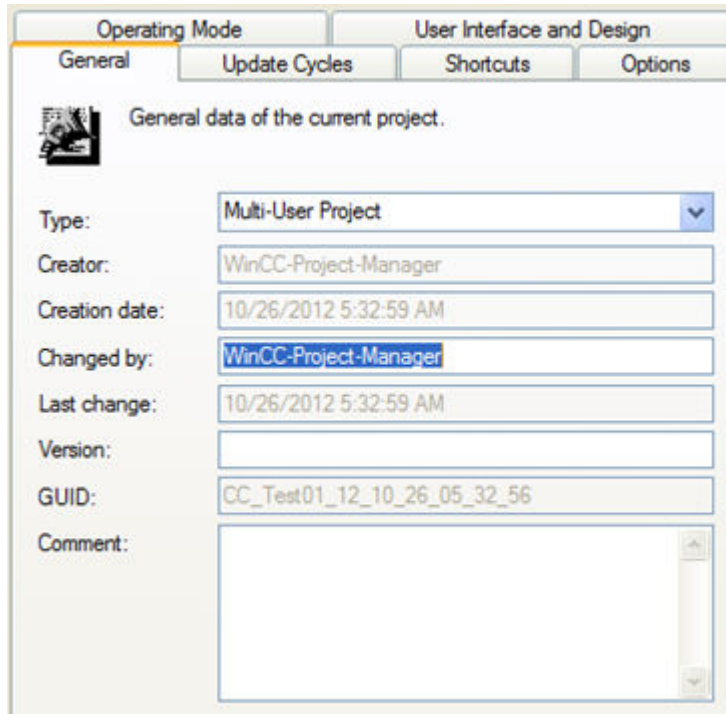 Operating Mode User Interface and Design
General Update Cycles Shortcuts Options
General data of the current project.
Type: Multi-User Project
Creator: WinCC-Project-Manager
Creation date: 10/26/2012 5:32:59 AM
Changed by: WinCC-Project-Manager
Last change: 10/26/2012 5:32:59 AM
Version:
GUID: CC_Test01_12_10_26_05_32_56
Comment: